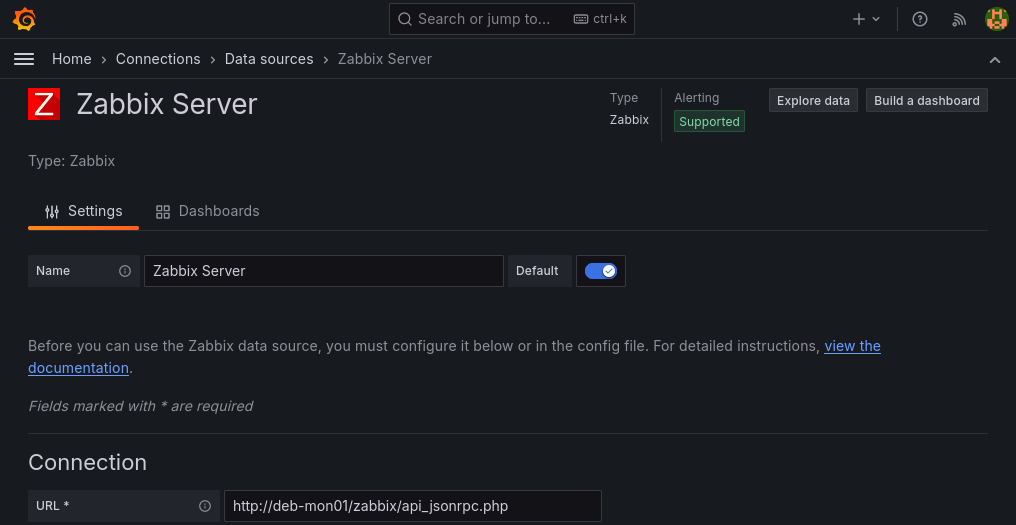 Search or jump to... ctrl+k
Home › Connections › Data sources › Zabbix Server
Z Zabbix Server
Type Alerting
Zabbix Supported
Explore data Build a dashboard
Type: Zabbix
Settings Dashboards
Name Zabbix Server Default
Before you can use the Zabbix data source, you must configure it below or in the config file. For detailed instructions, view the
documentation.
Fields marked with * are required
Connection
URL * http://deb-mon01/zabbix/api_jsonrpc.php